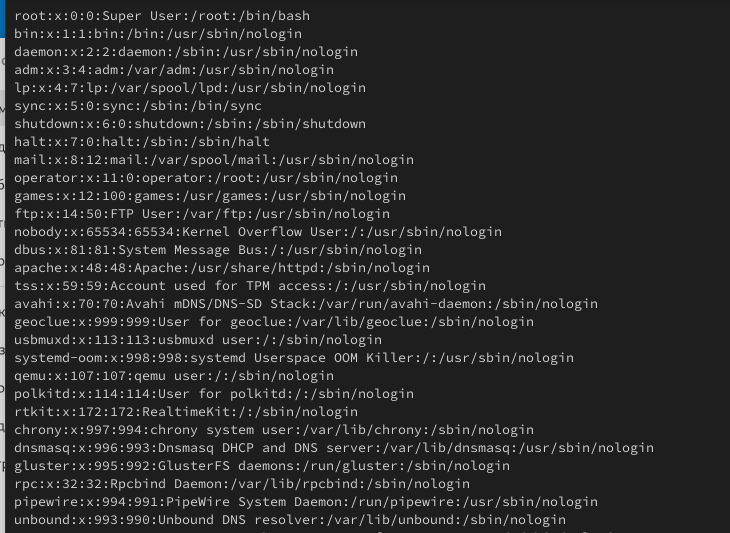 root:x:0:0:Super User:/root:/bin/bash
bin:x:1:1:bin:/bin:/usr/sbin/nologin
daemon:x:2:2:daemon:/sbin:/usr/sbin/nologin
adm:x:3:4:adm:/var/adm:/usr/sbin/nologin
lp:x:4:7:lp:/var/spool/lpd:/usr/sbin/nologin
sync:x:5:0:sync:/sbin:/bin/sync
shutdown:x:6:0:shutdown:/sbin:/sbin/shutdown
halt:x:7:0:halt:/sbin:/sbin/halt
mail:x:8:12:mail:/var/spool/mail:/usr/sbin/nologin
operator:x:11:0:operator:/root:/usr/sbin/nologin
games:x:12:100:games:/usr/games:/usr/sbin/nologin
ftp:x:14:50:FTP User:/var/ftp:/usr/sbin/nologin
nobody:x:65534:65534:Kernel Overflow User:/:/usr/sbin/nologin
dbus:x:81:81:System Message Bus:/:/usr/sbin/nologin
apache:x:48:48:Apache:/usr/share/httpd:/sbin/nologin
tss:x:59:59:Account used for TPM access:/:/usr/sbin/nologin
avahi:x:70:70:Avahi mDNS/DNS-SD Stack:/var/run/avahi-daemon:/sbin/nologin
geoclue:x:999:999:User for geoclue:/var/lib/geoclue:/sbin/nologin
usbmuxd:x:113:113:usbmuxd user:/:/sbin/nologin
systemd-oom:x:998:998:systemd Userspace OOM Killer:/:/usr/sbin/nologin
qemu:x:107:107:qemu user:/:/sbin/nologin
polkitd:x:114:114:User for polkitd:/:/sbin/nologin
rtkit:x:172:172:RealtimeKit:/:/sbin/nologin
chrony:x:997:994:chrony system user:/var/lib/chrony:/sbin/nologin
dnsmasq:x:996:993:Dnsmasq DHCP and DNS server:/var/lib/dnsmasq:/usr/sbin/nologin
gluster:x:995:992:GlusterFS daemons:/run/gluster:/sbin/nologin
rpc:x:32:32:Rpcbind Daemon:/var/lib/rpcbind:/sbin/nologin
pipewire:x:994:991:PipeWire System Daemon:/run/pipewire:/usr/sbin/nologin
unbound:x:993:990:Unbound DNS resolver:/var/lib/unbound:/sbin/nologin